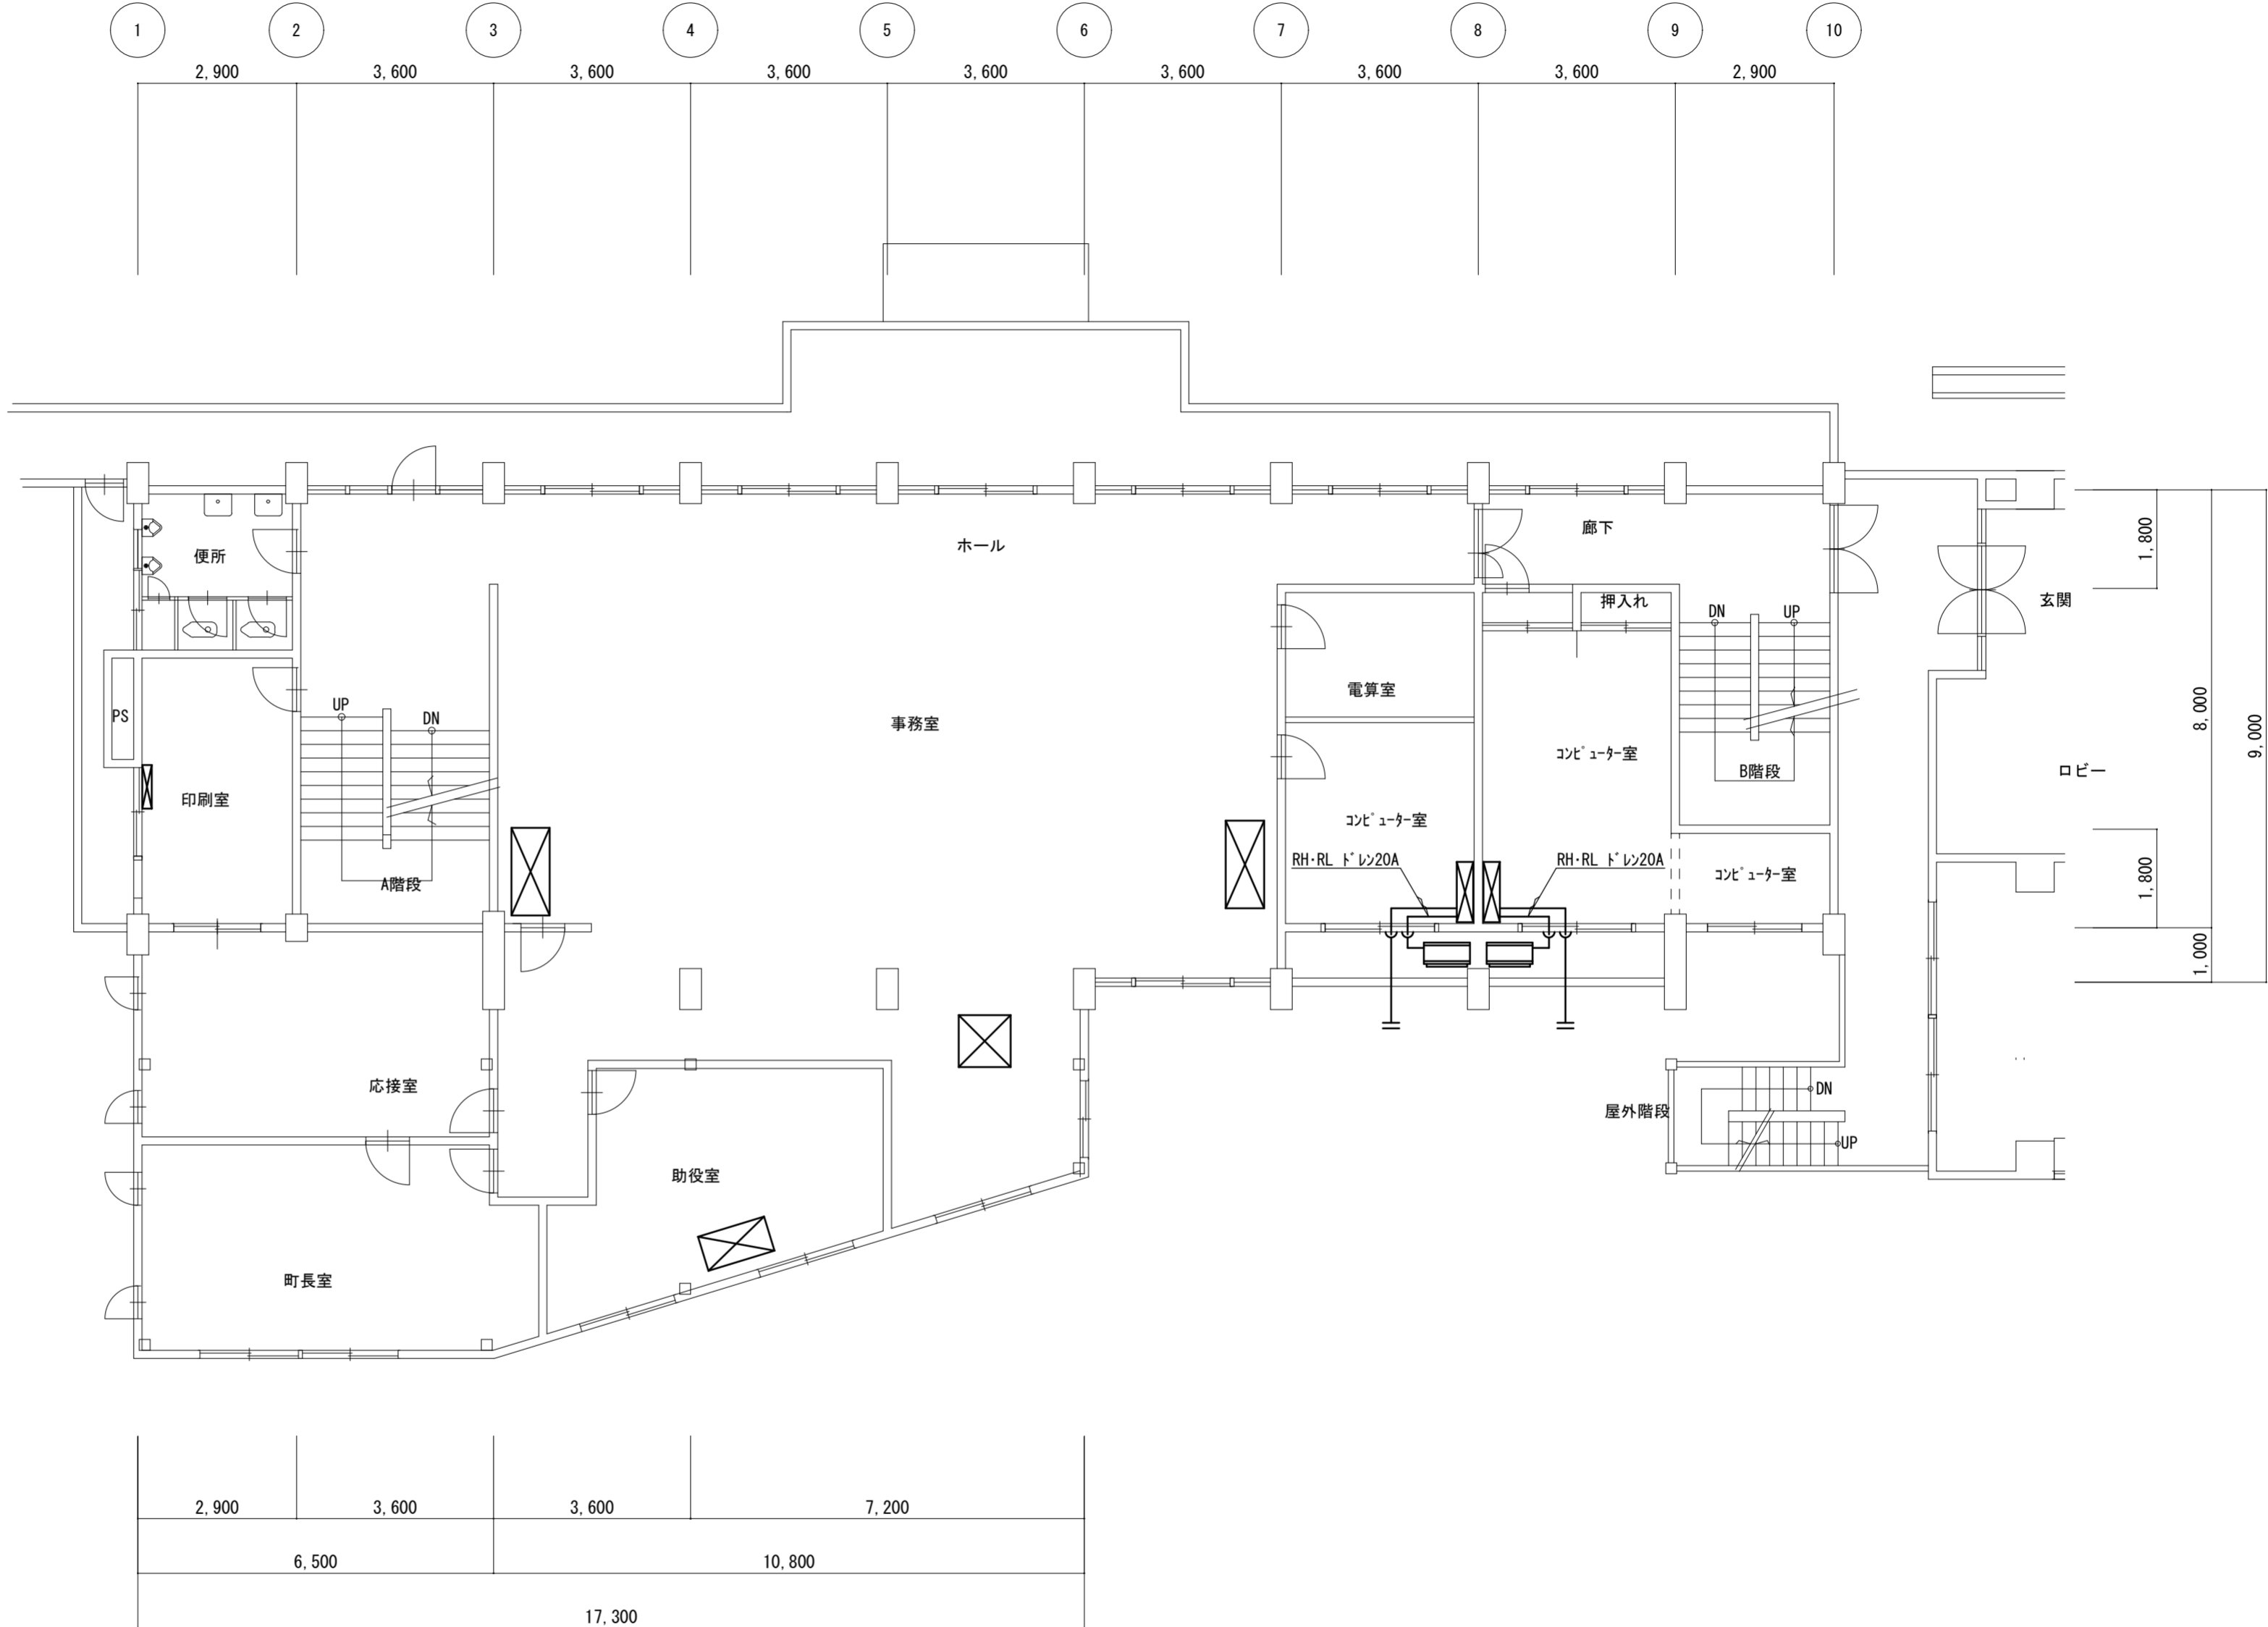 1 2 3 4 5 6 7 8 9 10
2,900 3,600 3,600 3,600 3,600 3,600 3,600 3,600 2,900
便所
ホール
廊下
押入れ
玄関
1,800
DN UP
電算室
PS
UP
DN
事務室
8,000
9,000
コンピューター室
B階段
ロビー
印刷室
コンピューター室
RH・RL ドレン20A
RH・RL ドレン20A
コンピューター室
A階段
1,800
1,000
応接室
DN
屋外階段
UP
助役室
町長室
2,900 3,600 3,600 7,200
6,500 10,800
17,300